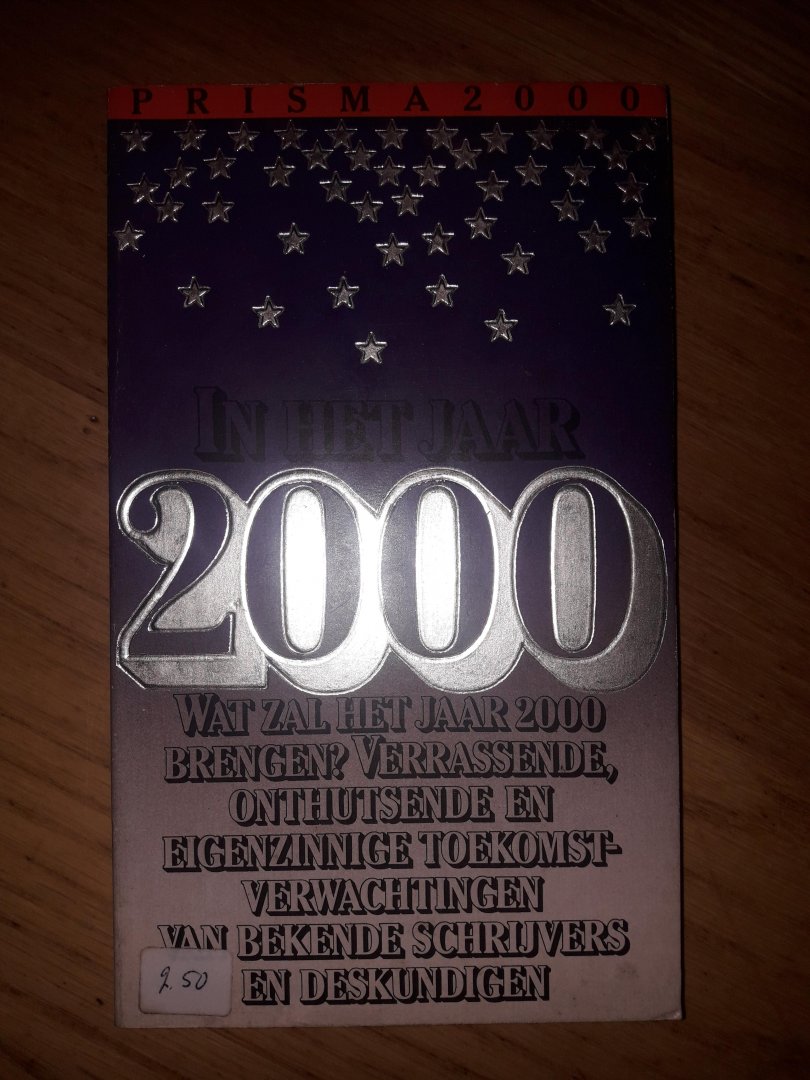 PRISMA 2000
IN HET JAAR
2000
WAT ZAL HET JAAR 2000
BRENGEN? VERRASSENDE,
ONTHUTSENDE EN
EIGENZINNIGE TOEKOMST-
VERWACHTINGEN
VAN BEKENDE SCHRIJVERS
EN DESKUNDIGEN
2.50